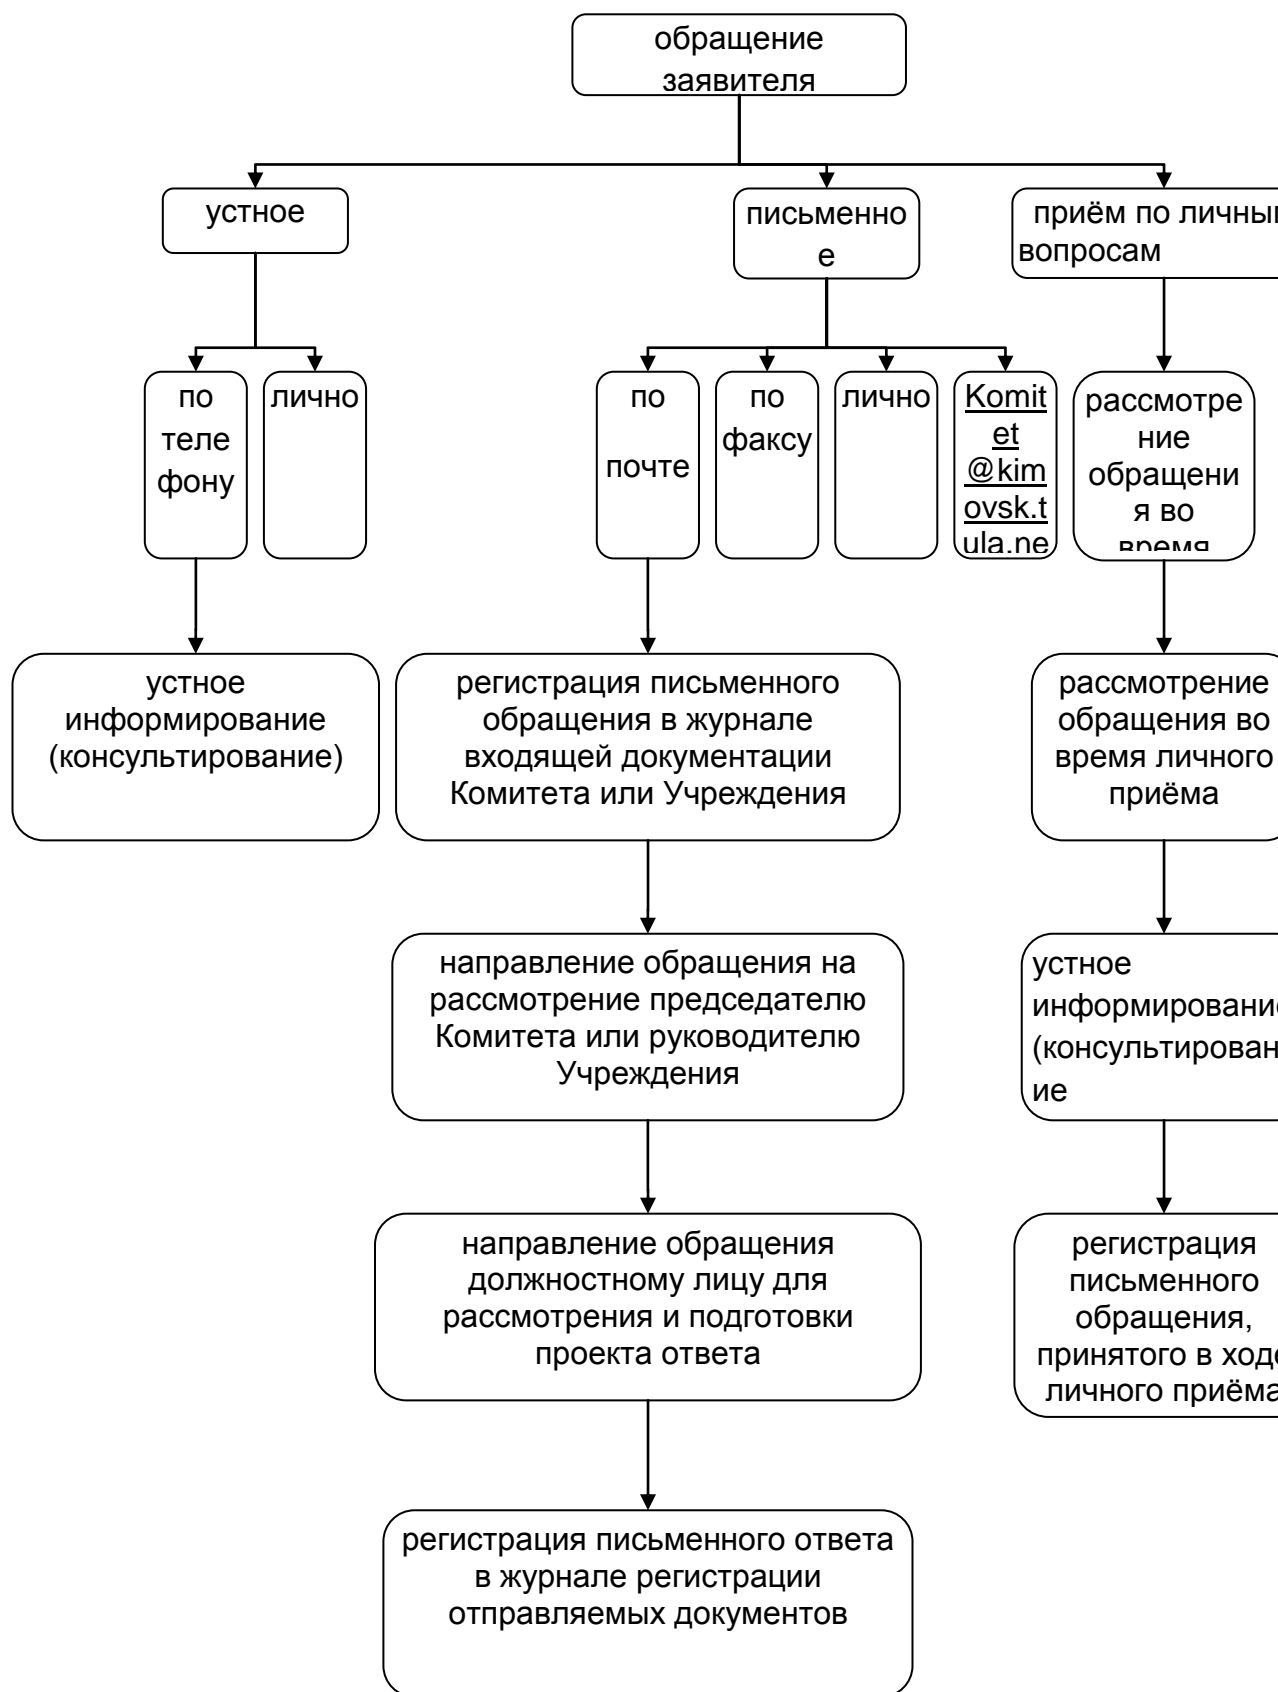 обращение
заявителя
устное
письменно
е
приём по личным
вопросам
по
теле
фону
лично
по
почте
по
факсу
лично
Komit
et
@kim
ovsk.t
ula.ne
рассмотре
ние
обращени
я во
время
устное
информирование
(консультирование)
регистрация письменного
обращения в журнале
входящей документации
Комитета или Учреждения
рассмотрение
обращения во
время личного
приёма
направление обращения на
рассмотрение председателю
Комитета или руководителю
Учреждения
устное
информирование
(консультирован
ие
направление обращения
должностному лицу для
рассмотрения и подготовки
проекта ответа
регистрация
письменного
обращения,
принятого в ходе
личного приёма
регистрация письменного ответа
в журнале регистрации
отправляемых документов